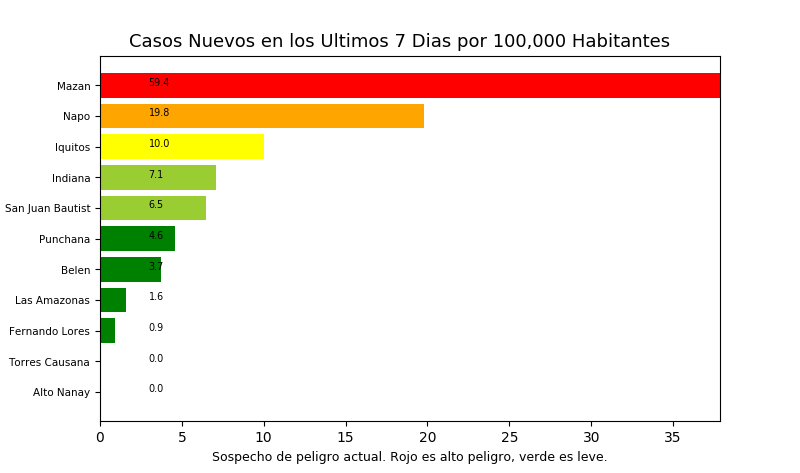 Casos Nuevos en los Ultimos 7 Dias por 100,000 Habitantes
Mazan 59.4
Napo 19.8
Iquitos 10.0
Indiana 7.1
San Juan Bautist 6.5
Punchana 4.6
Belen 3.7
Las Amazonas 1.6
Fernando Lores 0.9
Torres Causana 0.0
Alto Nanay 0.0
0 5 10 15 20 25 30 35
Sospecho de peligro actual. Rojo es alto peligro, verde es leve.